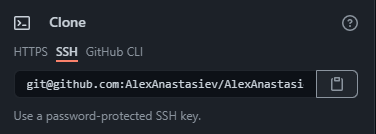 Clone
HTTPS SSH GitHub CLI
git@github.com:AlexAnastasiev/AlexAnastasi
Use a password-protected SSH key.